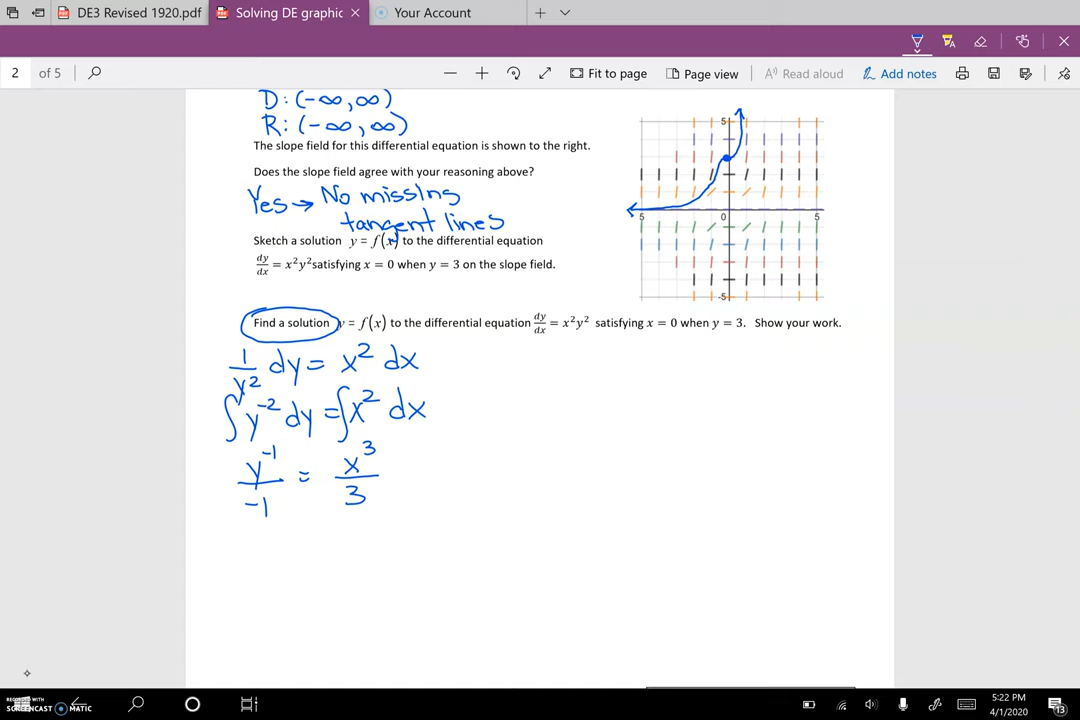 DE3 Revised 1920.pdf
Solving DE graphic
Your Account
2 of 5
Fit to page
Page view
Read aloud
Add notes
D: (-∞, ∞)
R: (-∞, ∞)
The slope field for this differential equation is shown to the right.
Does the slope field agree with your reasoning above?
Yes → No missing
tangent lines
Sketch a solution y = f(x) to the differential equation
dy/dx = x²y² satisfying x = 0 when y = 3 on the slope field.
5
-5
0
5
-5
Find a solution y = f(x) to the differential equation dy/dx = x²y² satisfying x = 0 when y = 3. Show your work.
1/y² dy = x² dx
∫ y⁻² dy = ∫ x² dx
y⁻¹/-1 = x³/3
RECORDED WITH
SCREENCAST MATIC
5:22 PM
4/1/2020
13